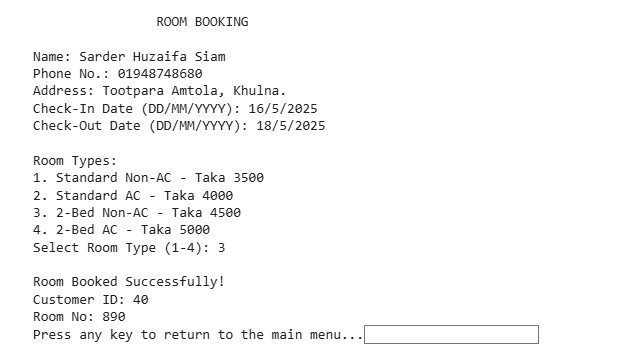 ROOM BOOKING
Name: Sarder Huzaifa Siam
Phone No.: 01948748680
Address: Tootpara Amtola, Khulna.
Check-In Date (DD/MM/YYYY): 16/5/2025
Check-Out Date (DD/MM/YYYY): 18/5/2025
Room Types:
1. Standard Non-AC - Taka 3500
2. Standard AC - Taka 4000
3. 2-Bed Non-AC - Taka 4500
4. 2-Bed AC - Taka 5000
Select Room Type (1-4): 3
Room Booked Successfully!
Customer ID: 40
Room No: 890
Press any key to return to the main menu...